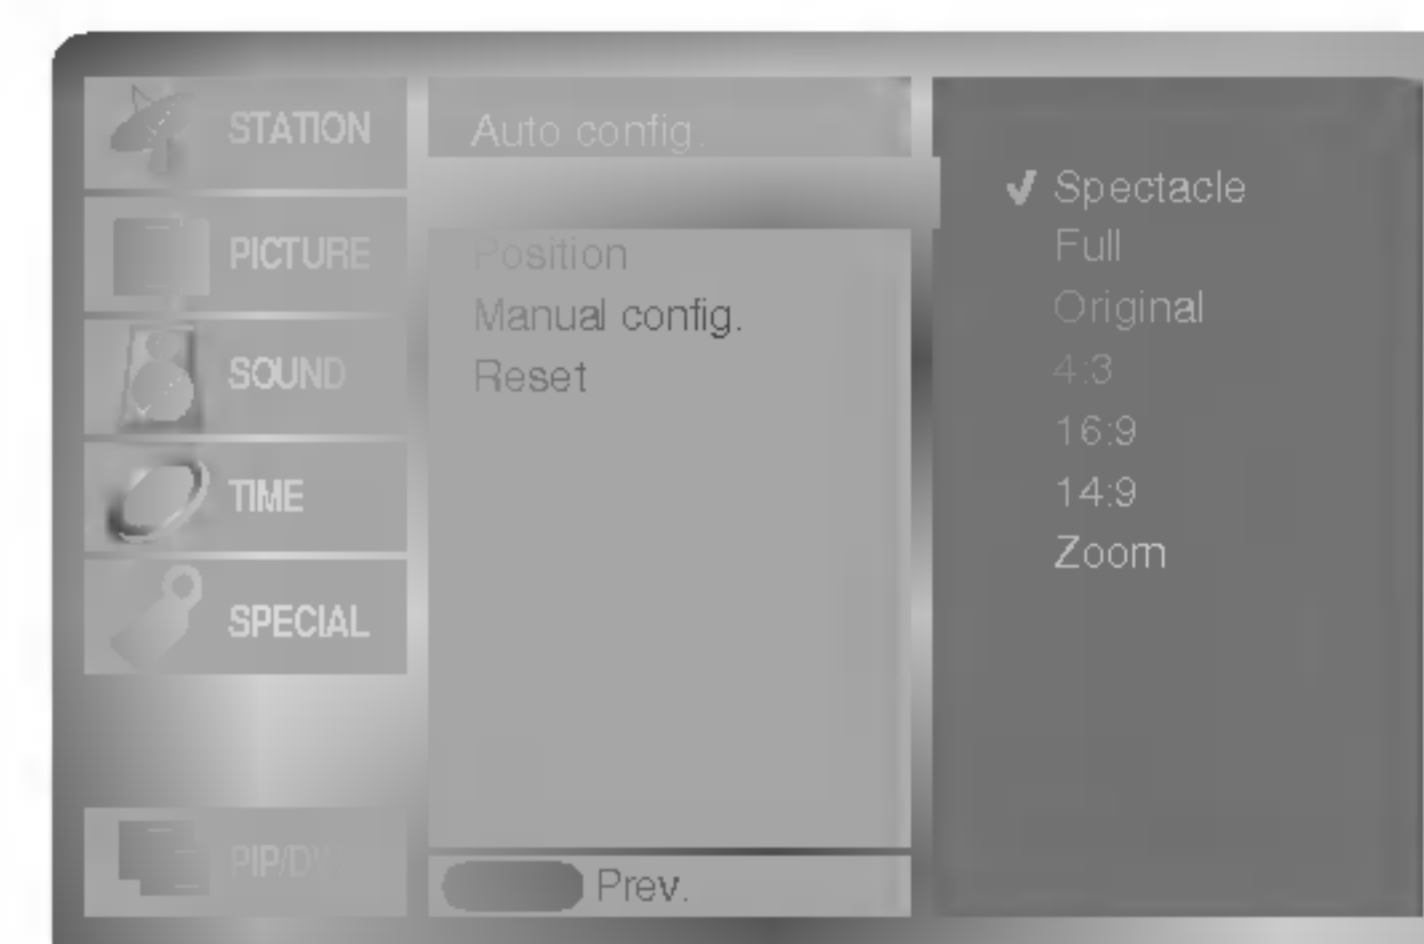 STATION
PICTURE
SOUND
TIME
SPECIAL
Auto config.
Position
Manual config.
Reset
Prev.
Spectacle
Full
Original
4:3
16:9
14:9
Zoom